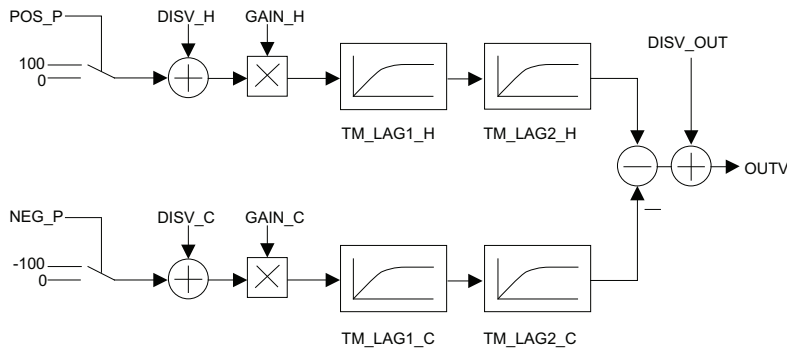 POS_P
DISV_H
GAIN_H
DISV_OUT
100
0
TM_LAG1_H
TM_LAG2_H
OUTV
NEG_P
DISV_C
GAIN_C
-100
0
TM_LAG1_C
TM_LAG2_C